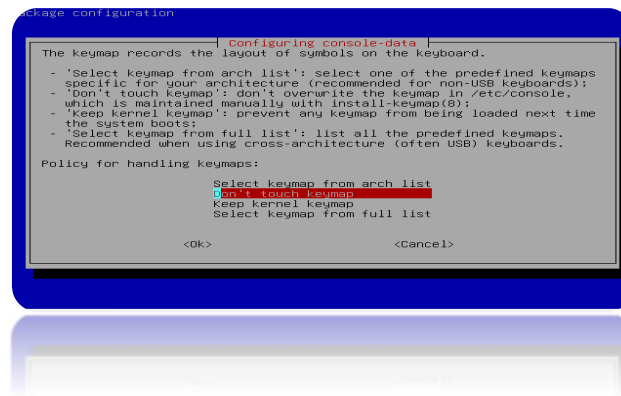 ackage configuration
Configuring console-data
The keymap records the layout of symbols on the keyboard.
- 'Select keymap from arch list': select one of the predefined keymaps
specific for your architecture (recommended for non-USB keyboards);
- 'Don't touch keymap': don't overwrite the keymap in /etc/console,
which is maintained manually with install-keymap(8);
- 'Keep kernel keymap': prevent any keymap from being loaded next time
the system boots;
- 'Select keymap from full list': list all the predefined keymaps.
Recommended when using cross-architecture (often USB) keyboards.
Policy for handling keymaps:
Select keymap from arch list
Don't touch keymap
Keep kernel keymap
Select keymap from full list
<Ok> <Cancel>